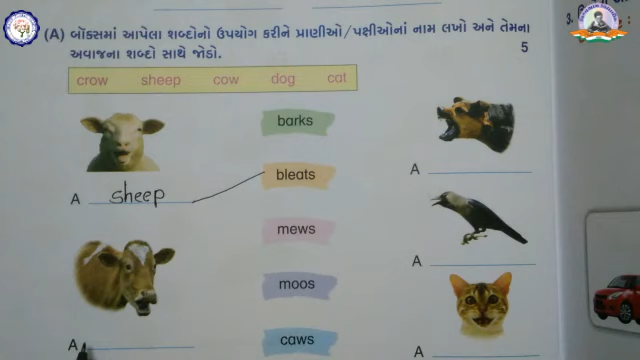 (A) બૉક્સમાં આપેલા શબ્દોનો ઉપયોગ કરીને પ્રાણીઓ/પક્ષીઓનાં નામ લખો અને તેમના
અવાજના શબ્દો સાથે જોડો. 5
crow sheep cow dog cat
barks
A
A sheep
bleats
mews
A
moos
A
caws
A
3.